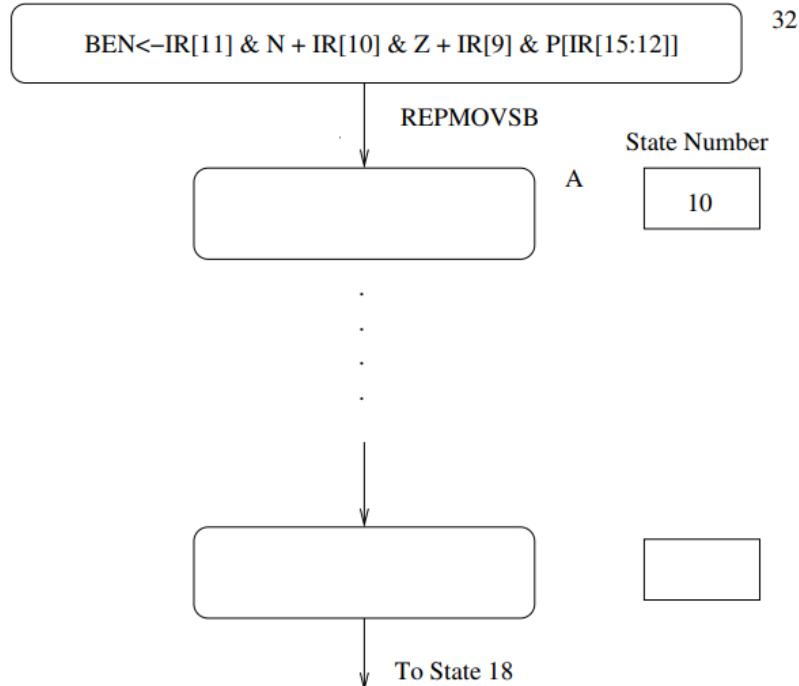 32
BEN<–IR[11] & N + IR[10] & Z + IR[9] & P[IR[15:12]]
REPMOVSB
State Number
A
10
To State 18